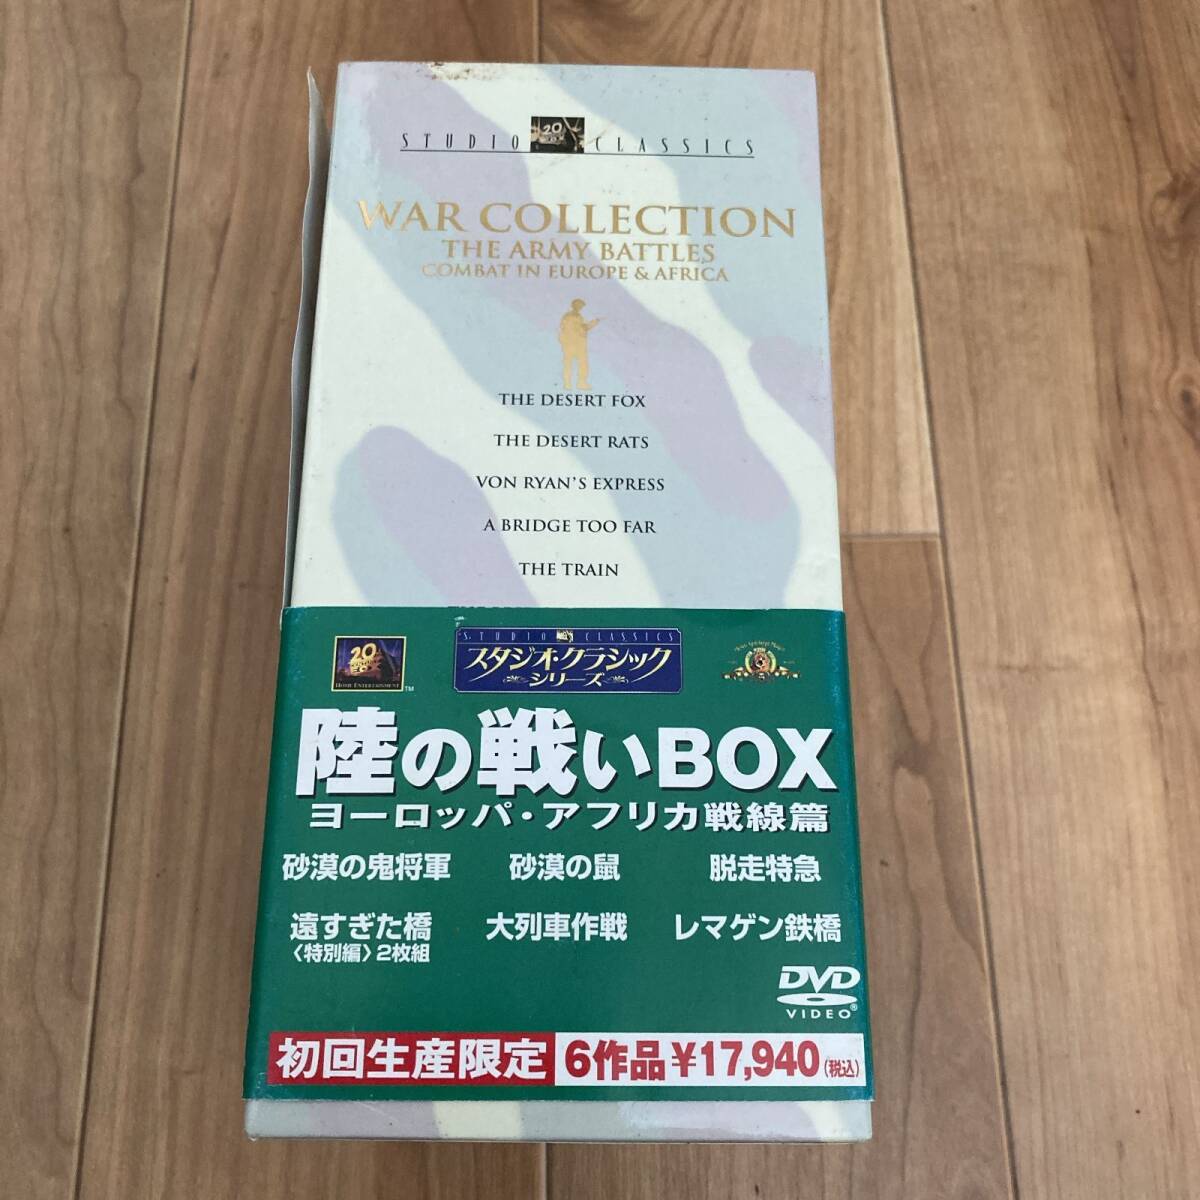 STUDIO 20 CLASSICS
WAR COLLECTION
THE ARMY BATTLES
COMBAT IN EUROPE & AFRICA
THE DESERT FOX
THE DESERT RATS
VON RYAN'S EXPRESS
A BRIDGE TOO FAR
THE TRAIN
20
HOME ENTERTAINMENT
TM
STUDIO CLASSICS
スタジオ・クラシック
シリーズ
陸の戦いBOX
ヨーロッパ・アフリカ戦線篇
砂漠の鬼将軍 砂漠の鼠 脱走特急
遠すぎた橋 大列車作戦 レマゲン鉄橋
〈特別編〉2枚組
DVD
VIDEO®
初回生産限定 6作品¥17,940(税込)